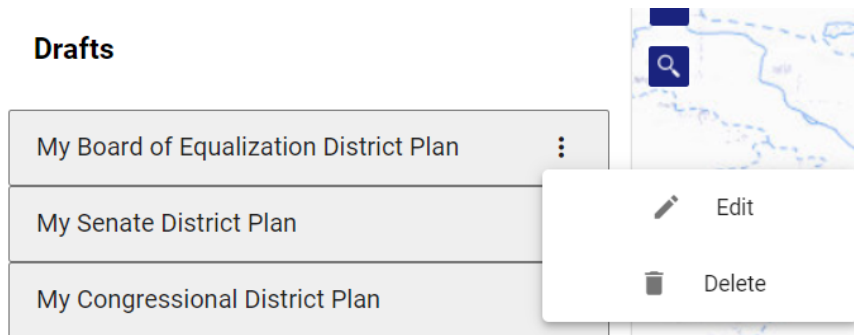 Drafts
My Board of Equalization District Plan
Edit
My Senate District Plan
Delete
My Congressional District Plan